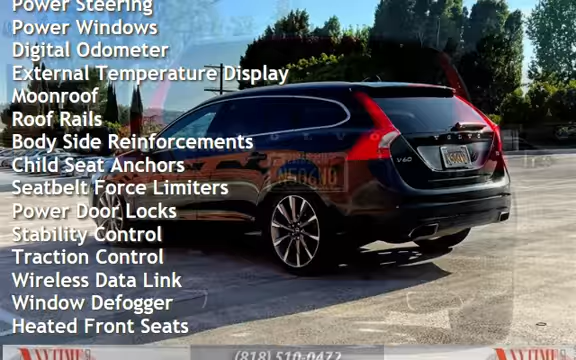 Power Steering
Power Windows
Digital Odometer
External Temperature Display
Moonroof
Roof Rails
Body Side Reinforcements
Child Seat Anchors
Seatbelt Force Limiters
Power Door Locks
Stability Control
Traction Control
Wireless Data Link
Window Defogger
Heated Front Seats
VOLVO
V60
(818) 510-0472